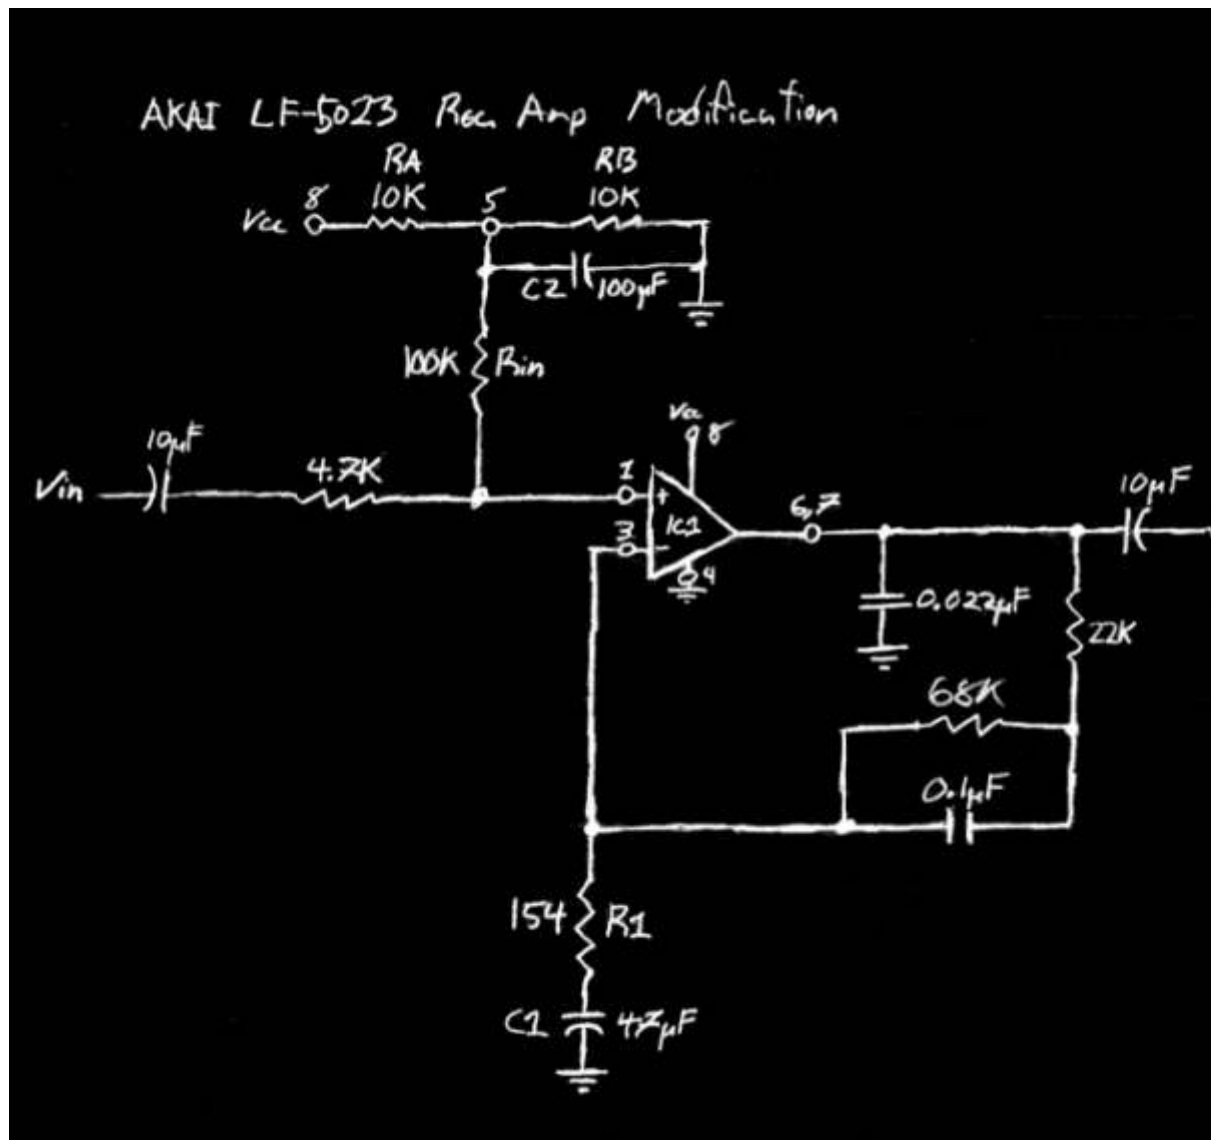 AKAI LF-5023 Rec Amp Modification
RA
RB
8
10K
5
10K
Vcc
C2
100µF
100K
Rin
Vcc
8
10µF
Vin
4.7K
1
+
IC1
3
-
4
6,7
10µF
0.022µF
22K
68K
0.1µF
154
R1
C1
47µF